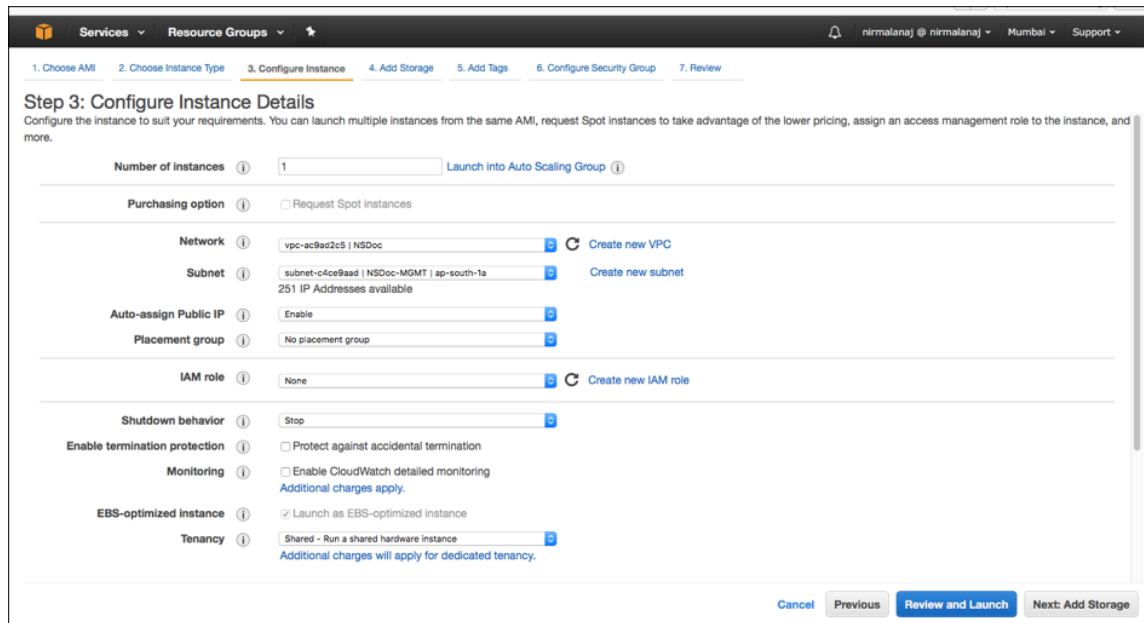 Services Resource Groups nirmalanaj @ nirmalanaj Mumbai Support
1. Choose AMI 2. Choose Instance Type 3. Configure Instance 4. Add Storage 5. Add Tags 6. Configure Security Group 7. Review
Step 3: Configure Instance Details
Configure the instance to suit your requirements. You can launch multiple instances from the same AMI, request Spot instances to take advantage of the lower pricing, assign an access management role to the instance, and
more.
Number of instances 1 Launch into Auto Scaling Group
Purchasing option Request Spot instances
Network vpc-ac9ad2c5 | NSDoc Create new VPC
Subnet subnet-c4ce9aad | NSDoc-MGMT | ap-south-1a Create new subnet
251 IP Addresses available
Auto-assign Public IP Enable
Placement group No placement group
IAM role None Create new IAM role
Shutdown behavior Stop
Enable termination protection Protect against accidental termination
Monitoring Enable CloudWatch detailed monitoring
Additional charges apply.
EBS-optimized instance Launch as EBS-optimized instance
Tenancy Shared - Run a shared hardware instance
Additional charges will apply for dedicated tenancy.
Cancel Previous Review and Launch Next: Add Storage